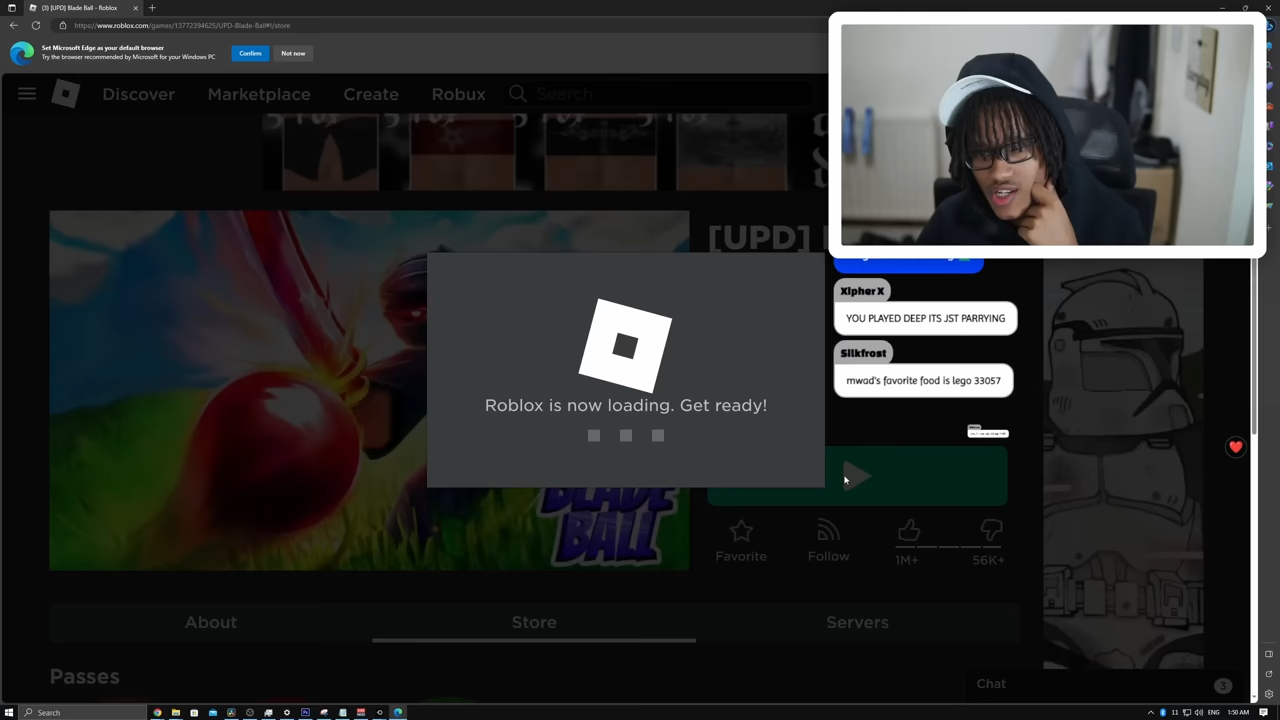 (3) [UPD] Blade Ball - Roblox
https://www.roblox.com/games/13772394625/UPD-Blade-Ball#!/store
Set Microsoft Edge as your default browser
Try the browser recommended by Microsoft for your Windows PC
Confirm
Not now
Discover
Marketplace
Create
Robux
Search
[UPD]
Xipher X
YOU PLAYED DEEP ITS JST PARRYING
Silkfrost
mwad's favorite food is lego 33057
Roblox is now loading. Get ready!
BLADE
BALL
Favorite
Follow
1M+
56K+
About
Store
Servers
Passes
Chat
3
Search
11
ENG
1:50 AM